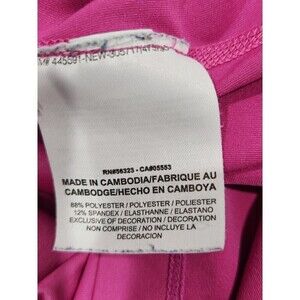 RN#56323 - CA#05553
MADE IN CAMBODIA/FABRIQUE AU
CAMBODGE/HECHO EN CAMBOYA
88% POLYESTER / POLYESTER / POLIESTER
12% SPANDEX / ELASTHANNE / ELASTANO
EXCLUSIVE OF DECORATION / DECORATION
NON COMPRISE / NO INCLUYE LA
DECORACION